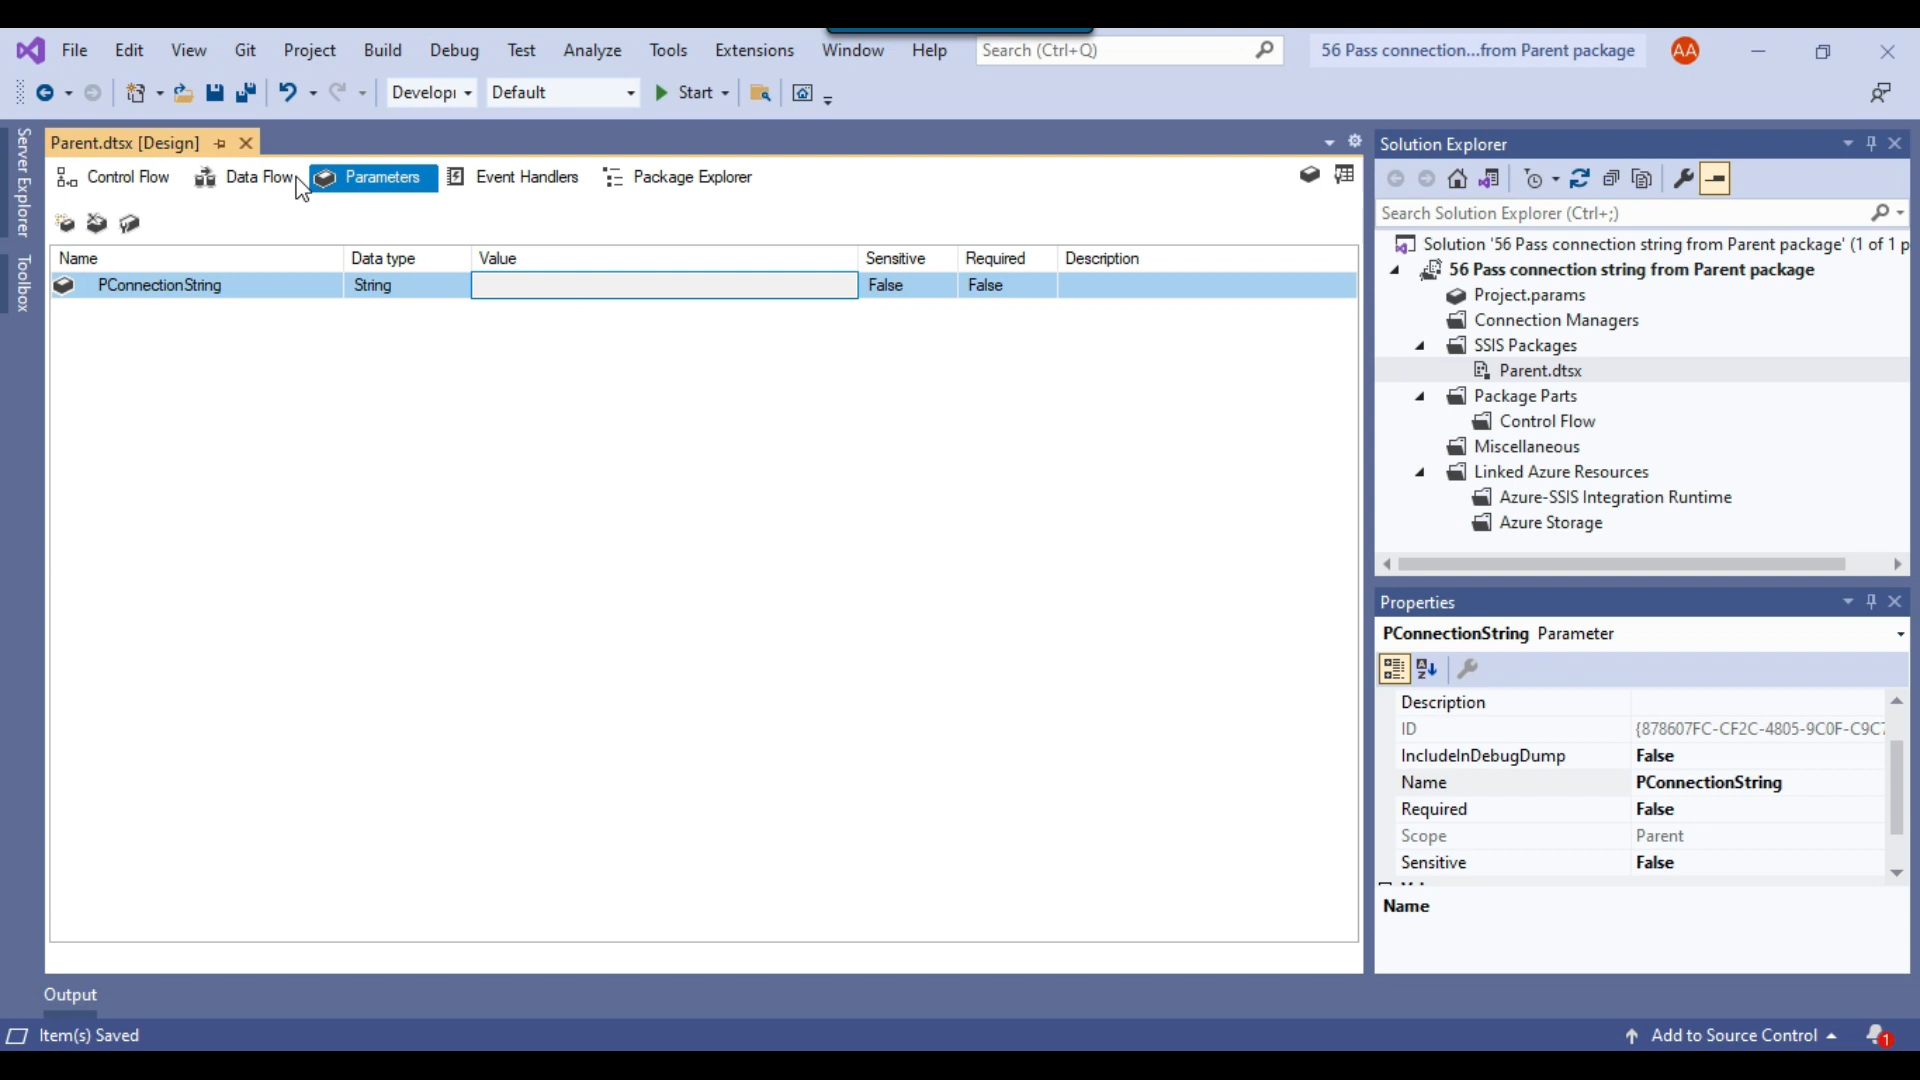 File Edit View Git Project Build Debug Test Analyze Tools Extensions Window Help Search (Ctrl+Q) 56 Pass connection...from Parent package AA
Developi Default Start
Server Explorer
Toolbox
Parent.dtsx [Design]
Control Flow Data Flow Parameters Event Handlers Package Explorer
Name Data type Value Sensitive Required Description
PConnectionString String False False
Solution Explorer
Search Solution Explorer (Ctrl+;)
Solution '56 Pass connection string from Parent package' (1 of 1 p
56 Pass connection string from Parent package
Project.params
Connection Managers
SSIS Packages
Parent.dtsx
Package Parts
Control Flow
Miscellaneous
Linked Azure Resources
Azure-SSIS Integration Runtime
Azure Storage
Properties
PConnectionString Parameter
Description
ID {878607FC-CF2C-4805-9C0F-C9C7
IncludeInDebugDump False
Name PConnectionString
Required False
Scope Parent
Sensitive False
Name
Output
Item(s) Saved
Add to Source Control 1